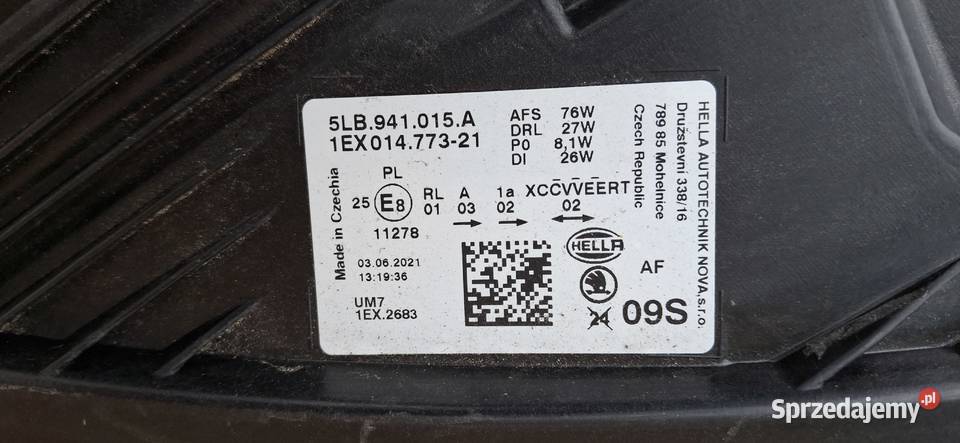 5LB.941.015.A
1EX014.773-21
AFS 76W
DRL 27W
P0 8,1W
DI 26W
HELLA AUTOTECHNIK NOVA,s.r.o.
Družstevní 338/16
789 85 Mohelnice
Czech Republic
Made in Czechia
PL
25 E8
11278
RL 01
A 03
1a 02
XCCVVEERT 02
03.06.2021
13:19:36
UM7
1EX.2683
HELLA
AF
24 09S
Sprzedajemy.pl